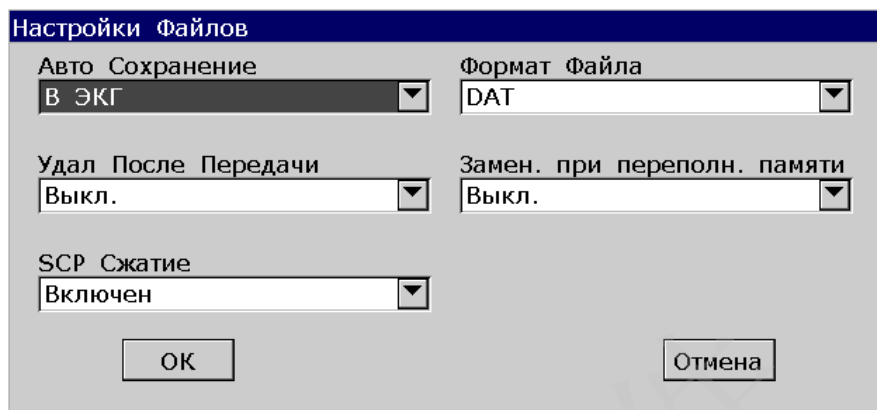 Настройки Файлов
Авто Сохранение
Формат Файла
В ЭКГ
DAT
Удал После Передачи
Замен. при переполн. памяти
Выкл.
Выкл.
SCP Сжатие
Включен
ОК
Отмена